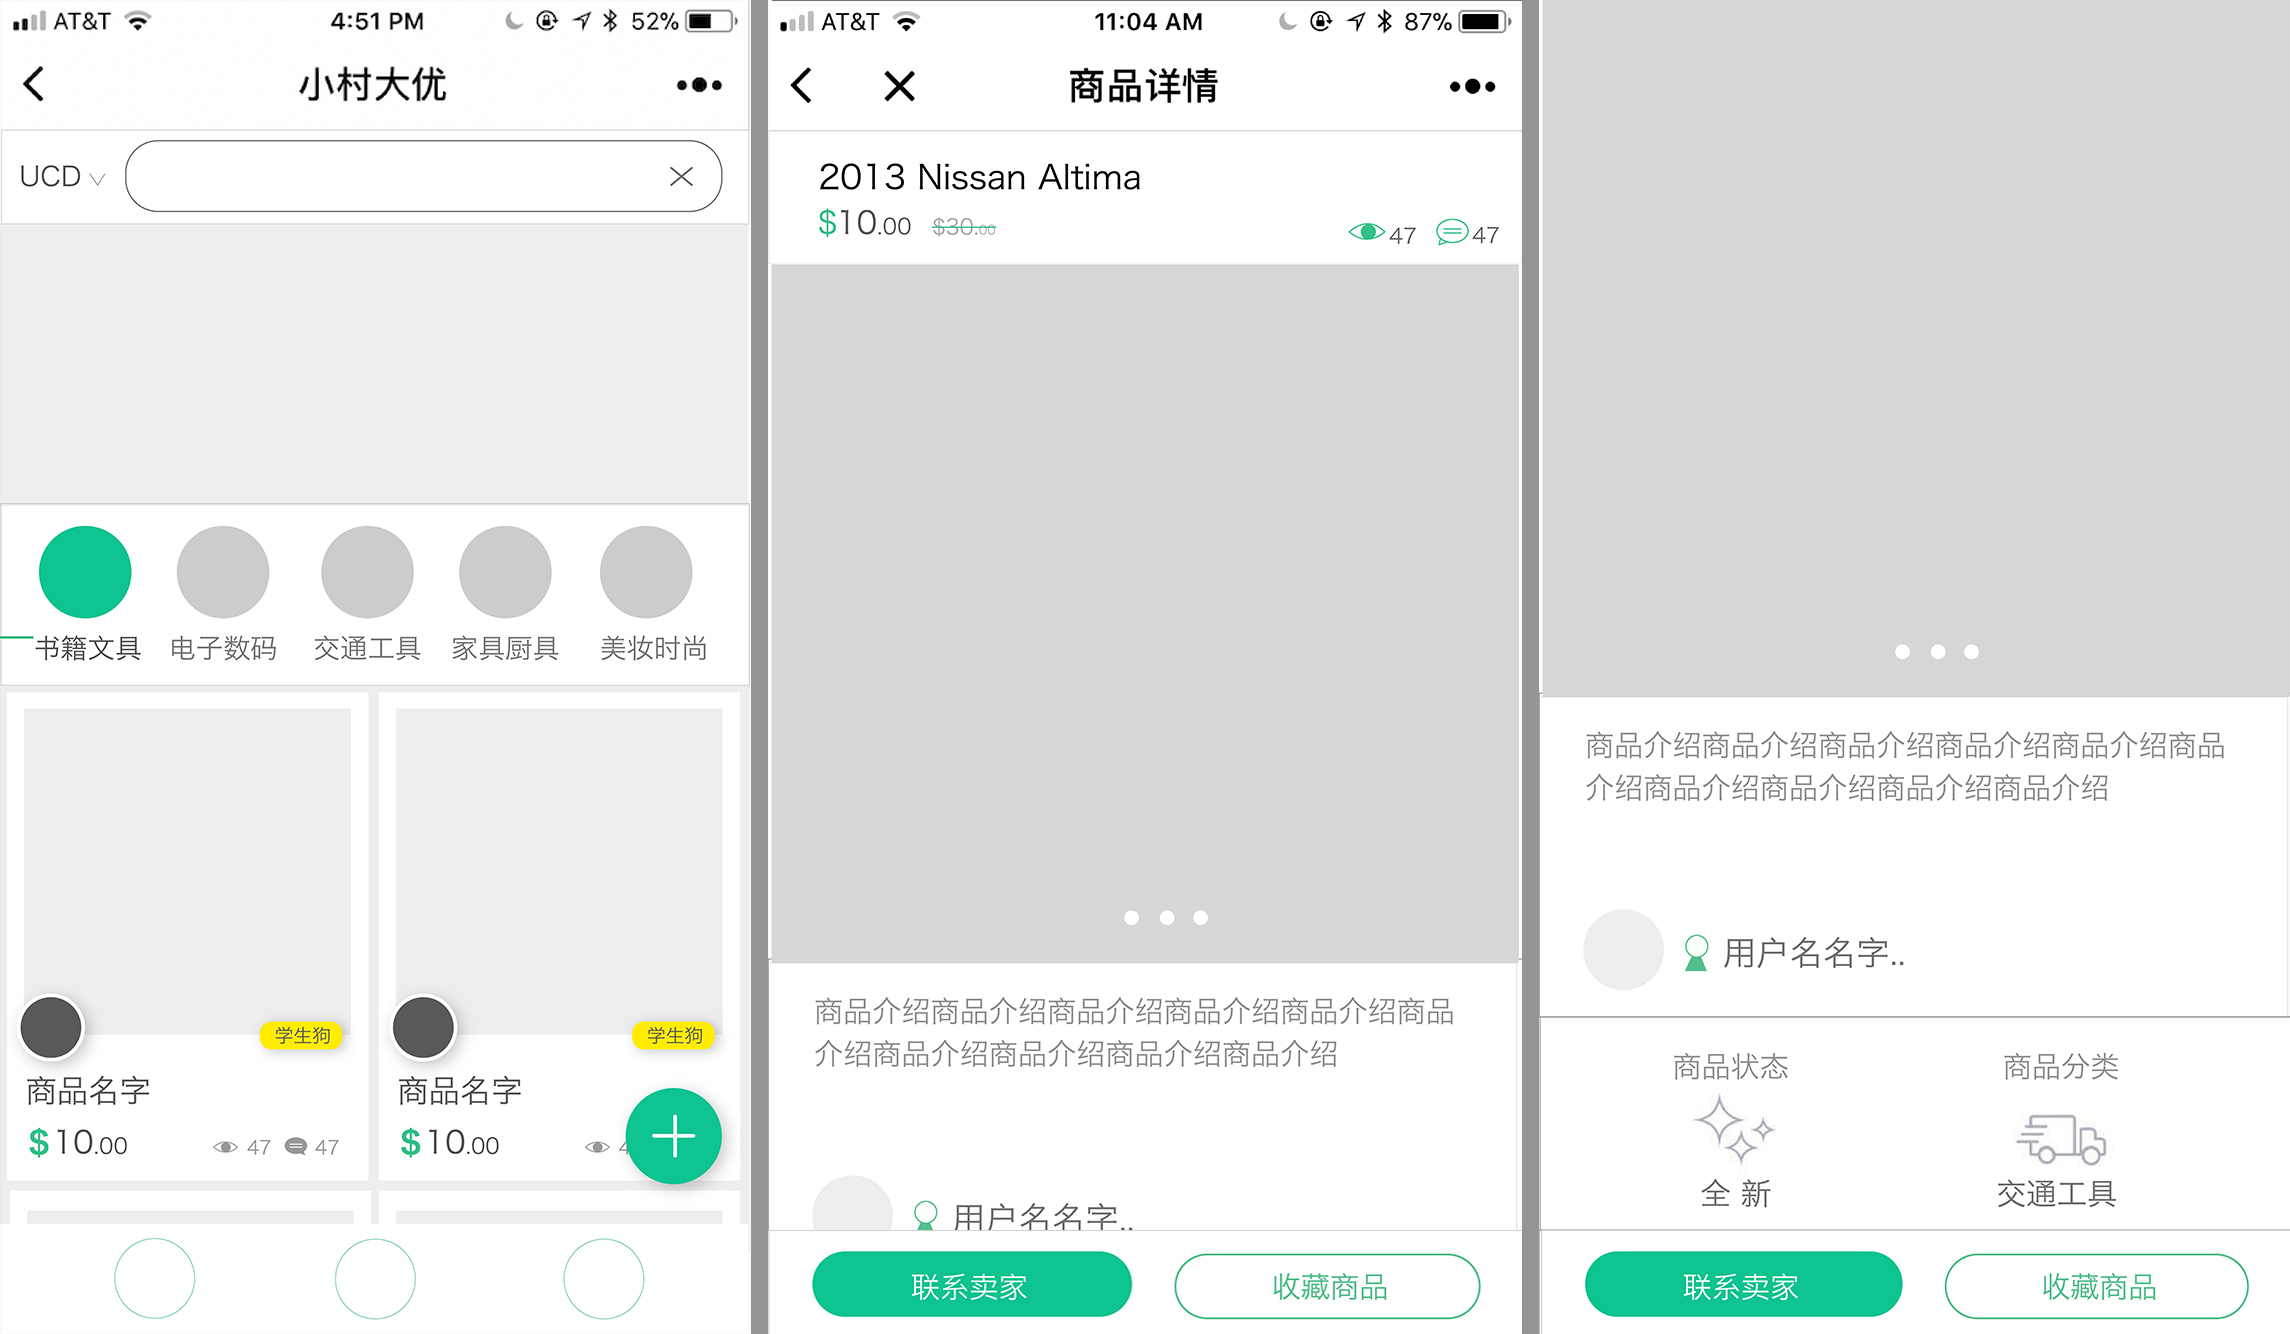 AT&T 4:51 PM 52%
小村大优
UCD
书籍文具 电子数码 交通工具 家具厨具 美妆时尚
学生狗 学生狗
商品名字 商品名字
$10.00 47 47 $10.00
AT&T 11:04 AM 87%
商品详情
2013 Nissan Altima
$10.00 $30.00 47 47
商品介绍商品介绍商品介绍商品介绍商品介绍商品
介绍商品介绍商品介绍商品介绍商品介绍
用户名名字..
联系卖家 收藏商品
商品介绍商品介绍商品介绍商品介绍商品介绍商品
介绍商品介绍商品介绍商品介绍商品介绍
用户名名字..
商品状态 商品分类
全 新 交通工具
联系卖家 收藏商品